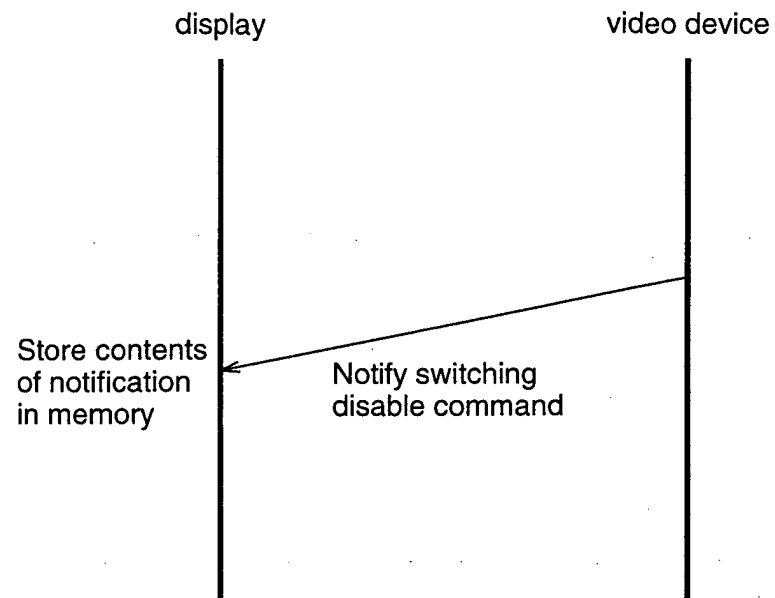 display
video device
Store contents
of notification
in memory
Notify switching
disable command